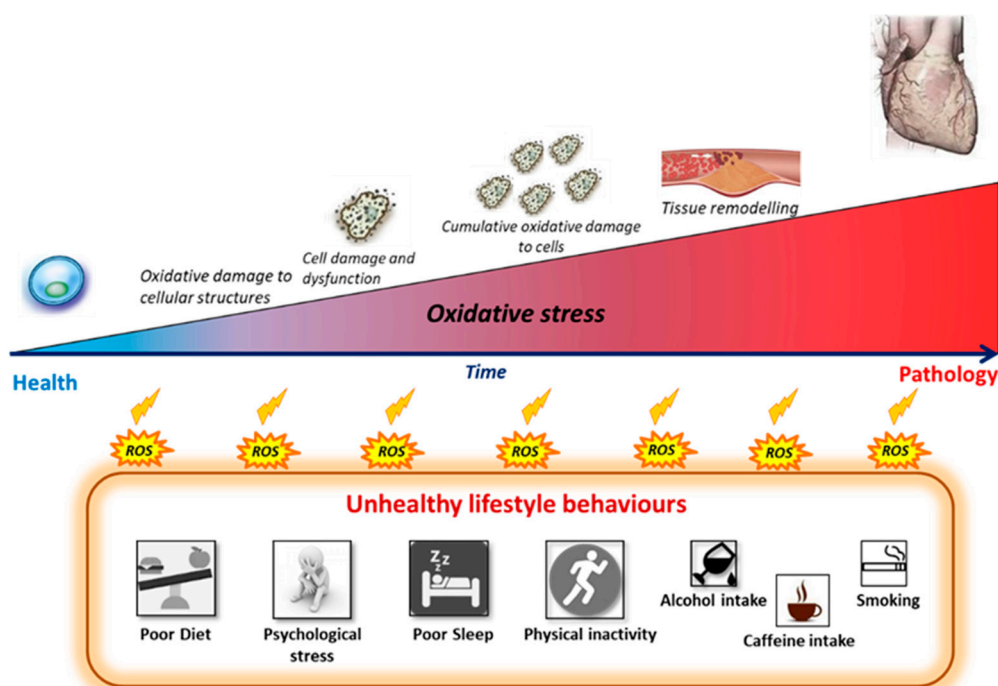 Oxidative damage to
cellular structures
Cell damage and
dysfunction
Cumulative oxidative damage
to cells
Tissue remodelling
Oxidative stress
Health
Time
Pathology
ROS
ROS
ROS
ROS
ROS
ROS
ROS
Unhealthy lifestyle behaviours
Z Z
Z
Poor Diet
Psychological
stress
Poor Sleep
Physical inactivity
Alcohol intake
Caffeine intake
Smoking